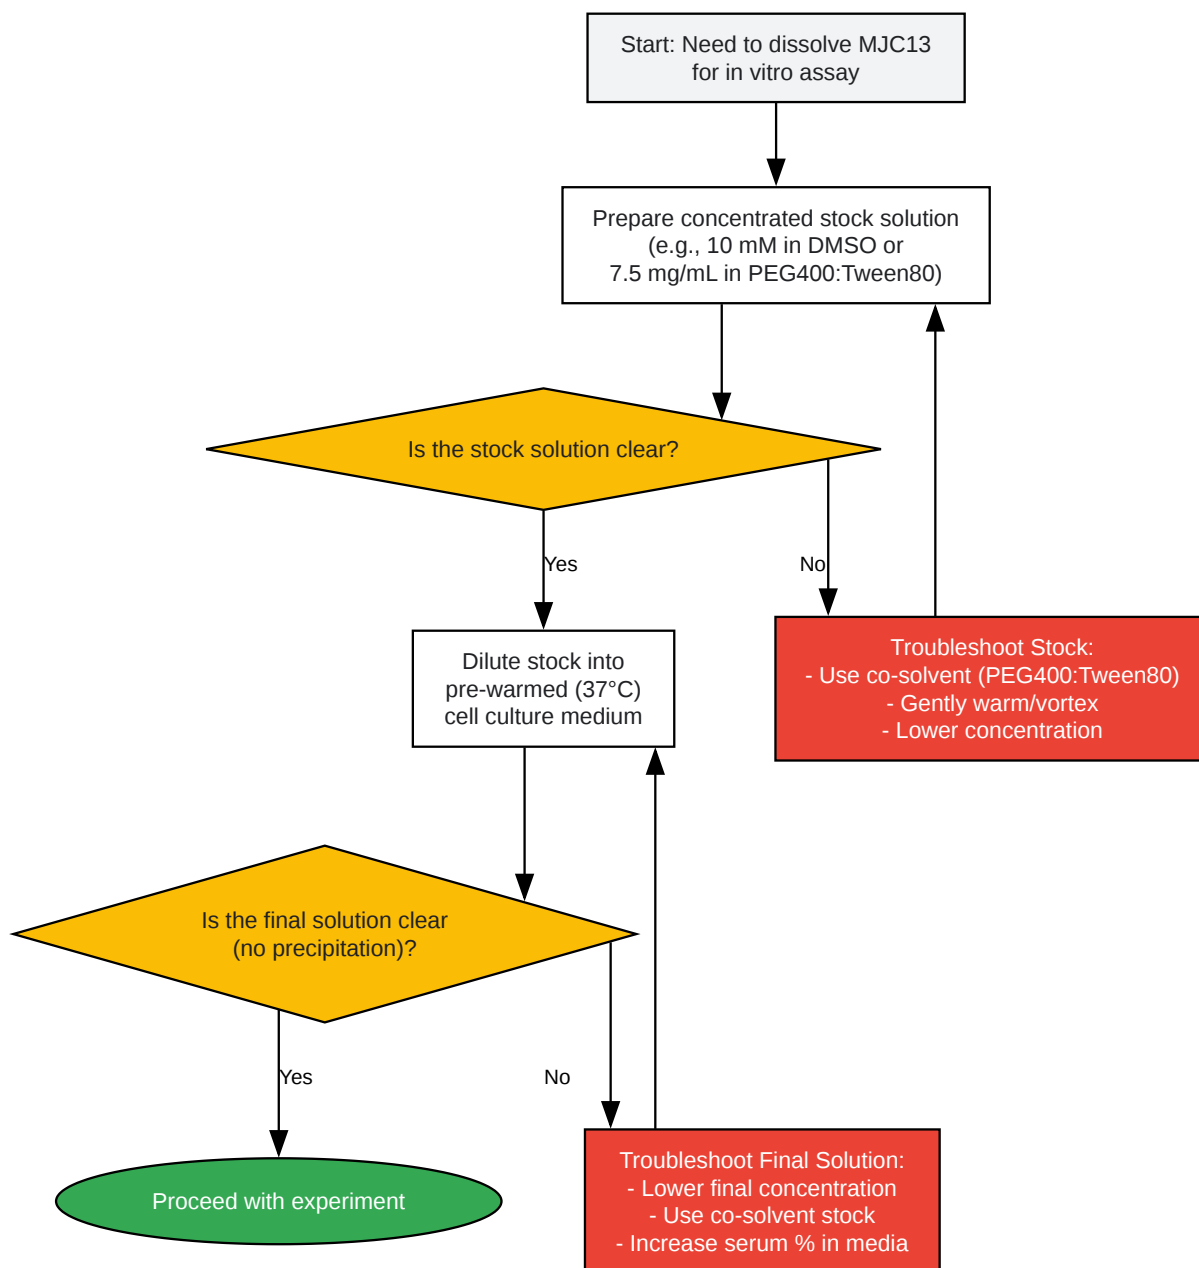 Start: Need to dissolve MJC13
for in vitro assay
Prepare concentrated stock solution
(e.g., 10 mM in DMSO or
7.5 mg/mL in PEG400:Tween80)
Is the stock solution clear?
Yes
No
Dilute stock into
pre-warmed (37°C)
cell culture medium
Troubleshoot Stock:
- Use co-solvent (PEG400:Tween80)
- Gently warm/vortex
- Lower concentration
Is the final solution clear
(no precipitation)?
Yes
No
Proceed with experiment
Troubleshoot Final Solution:
- Lower final concentration
- Use co-solvent stock
- Increase serum % in media